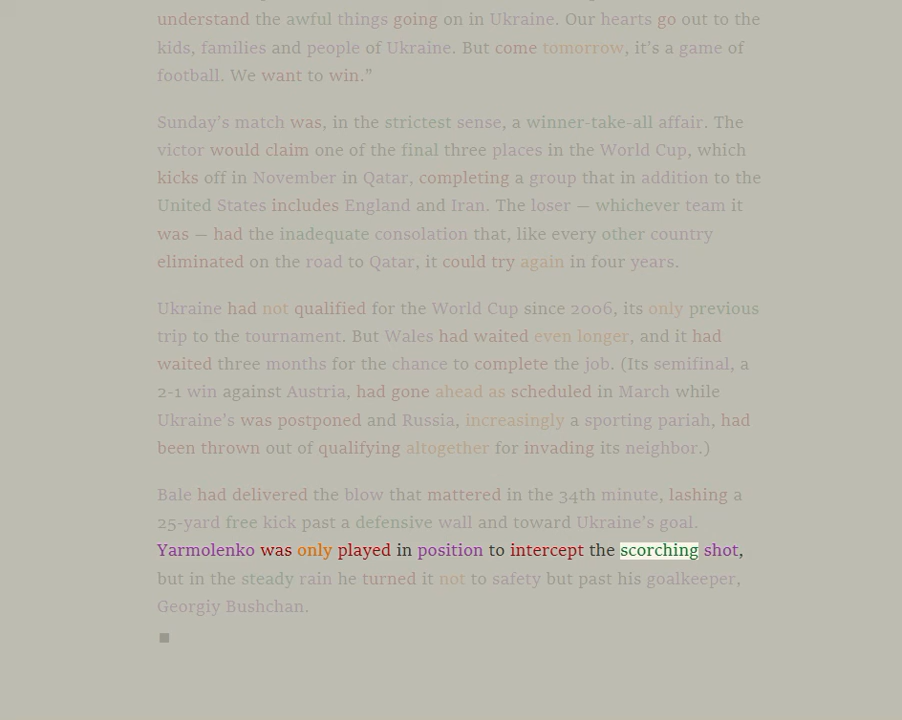 understand the awful things going on in Ukraine. Our hearts go out to the
kids, families and people of Ukraine. But come tomorrow, it's a game of
football. We want to win."
Sunday's match was, in the strictest sense, a winner-take-all affair. The
victor would claim one of the final three places in the World Cup, which
kicks off in November in Qatar, completing a group that in addition to the
United States includes England and Iran. The loser — whichever team it
was — had the inadequate consolation that, like every other country
eliminated on the road to Qatar, it could try again in four years.
Ukraine had not qualified for the World Cup since 2006, its only previous
trip to the tournament. But Wales had waited even longer, and it had
waited three months for the chance to complete the job. (Its semifinal, a
2-1 win against Austria, had gone ahead as scheduled in March while
Ukraine's was postponed and Russia, increasingly a sporting pariah, had
been thrown out of qualifying altogether for invading its neighbor.)
Bale had delivered the blow that mattered in the 34th minute, lashing a
25-yard free kick past a defensive wall and toward Ukraine's goal.
Yarmolenko was only played in position to intercept the scorching shot,
but in the steady rain he turned it not to safety but past his goalkeeper,
Georgiy Bushchan.